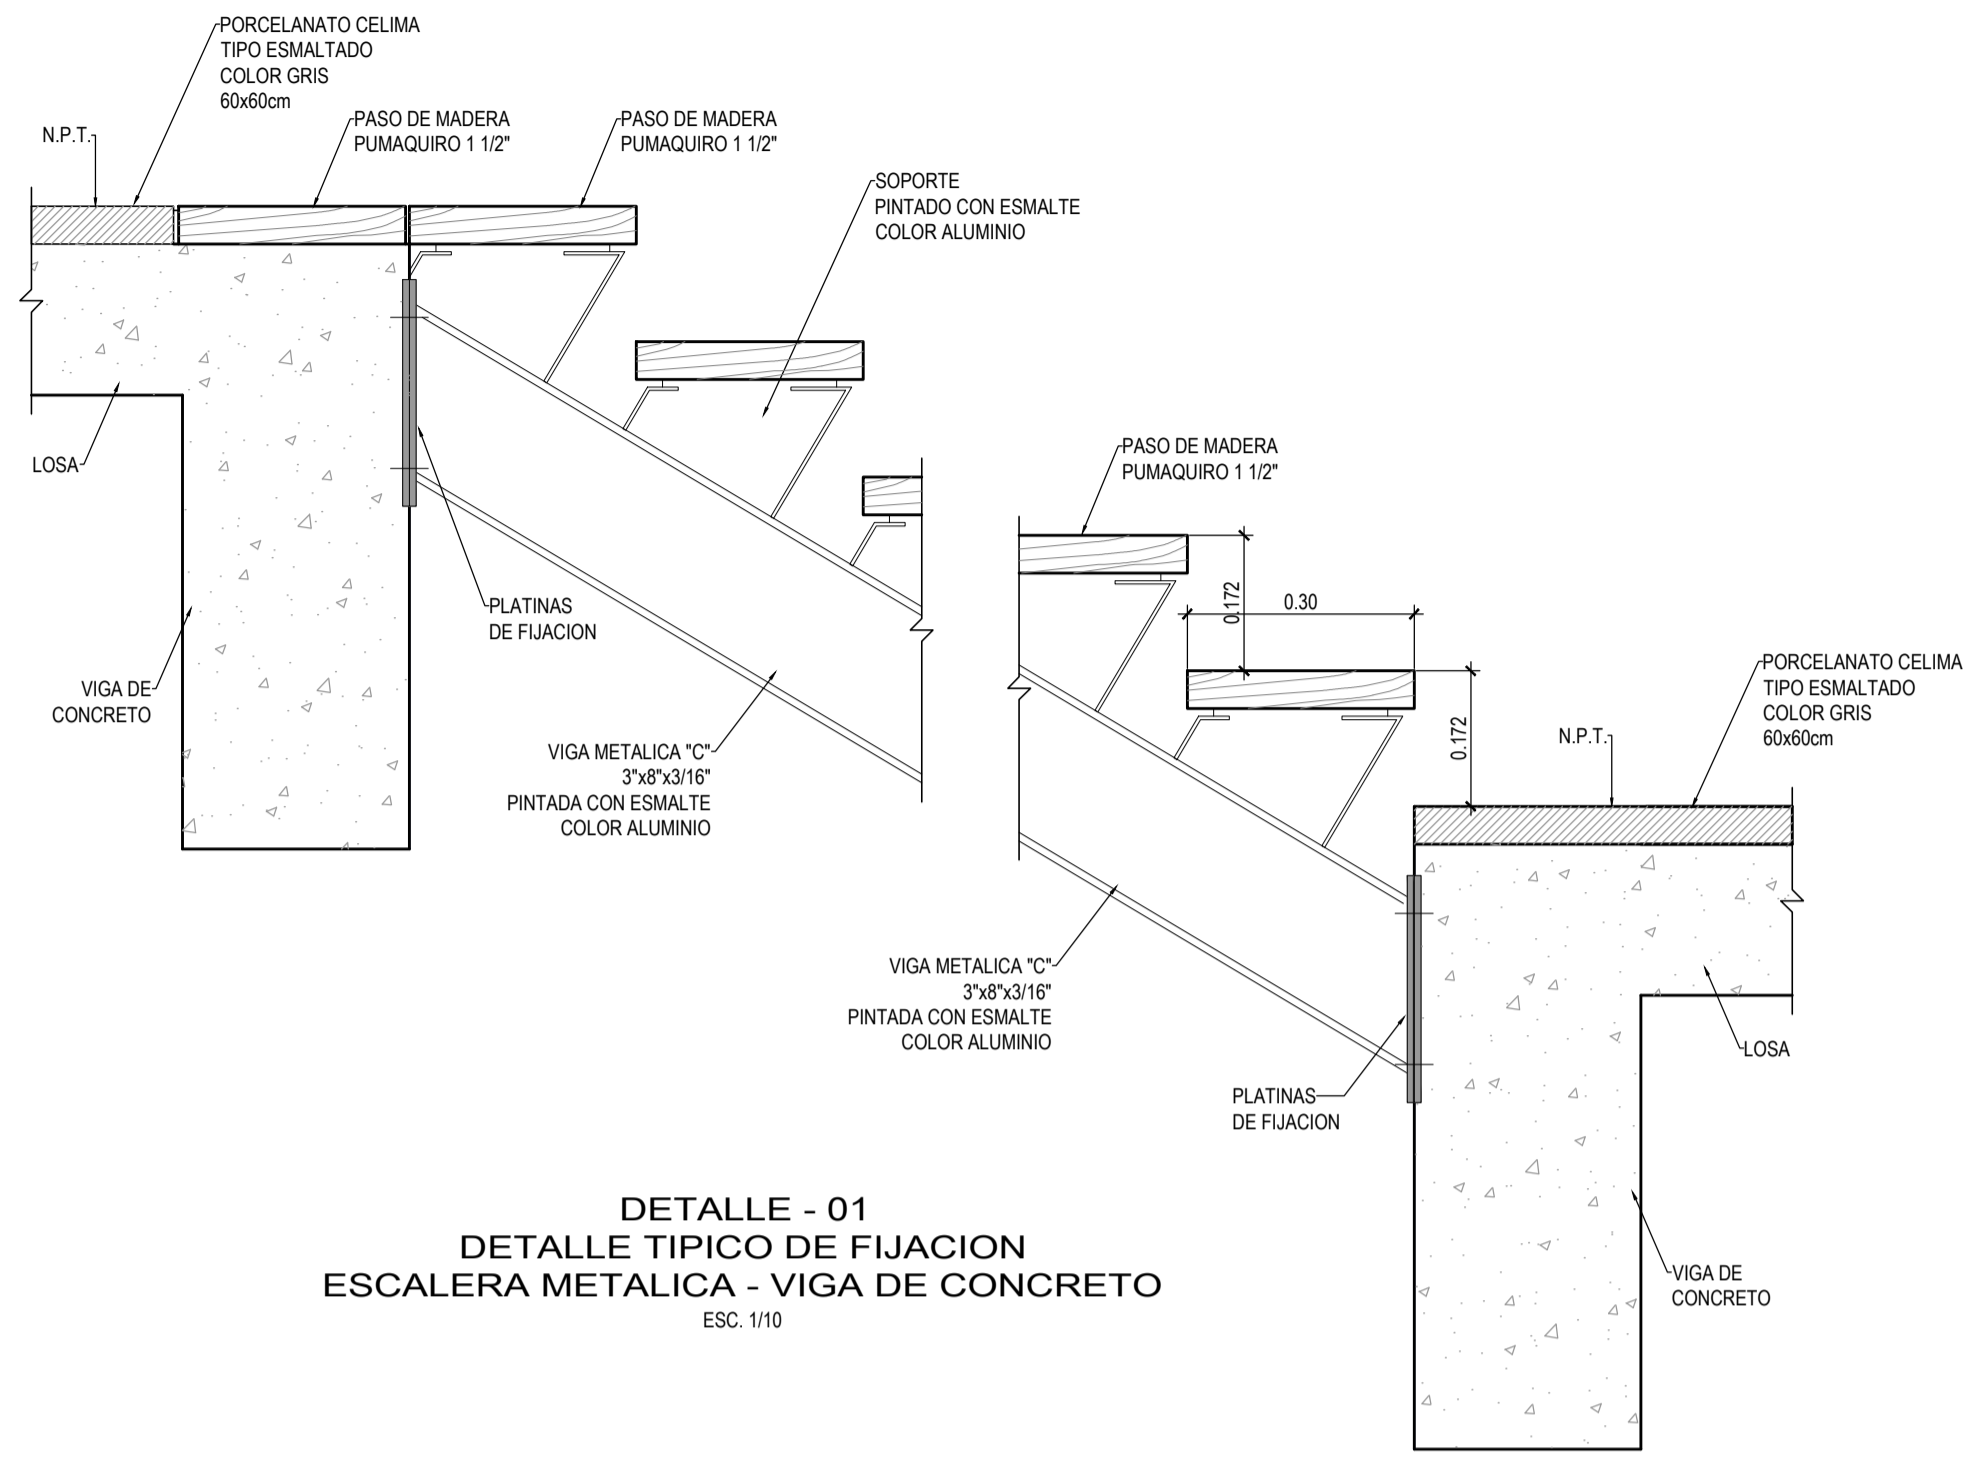 PORCELANATO CELIMA
TIPO ESMALTADO
COLOR GRIS
60x60cm
N.P.T.
PASO DE MADERA
PUMAQUIRO 1 1/2"
PASO DE MADERA
PUMAQUIRO 1 1/2"
SOPORTE
PINTADO CON ESMALTE
COLOR ALUMINIO
LOSA
PLATINAS
DE FIJACION
VIGA DE
CONCRETO
VIGA METALICA "C"
3"x8"x3/16"
PINTADA CON ESMALTE
COLOR ALUMINIO
PASO DE MADERA
PUMAQUIRO 1 1/2"
0.172
0.30
0.172
PORCELANATO CELIMA
TIPO ESMALTADO
COLOR GRIS
60x60cm
N.P.T.
VIGA METALICA "C"
3"x8"x3/16"
PINTADA CON ESMALTE
COLOR ALUMINIO
LOSA
PLATINAS
DE FIJACION
VIGA DE
CONCRETO
DETALLE - 01
DETALLE TIPICO DE FIJACION
ESCALERA METALICA - VIGA DE CONCRETO
ESC. 1/10